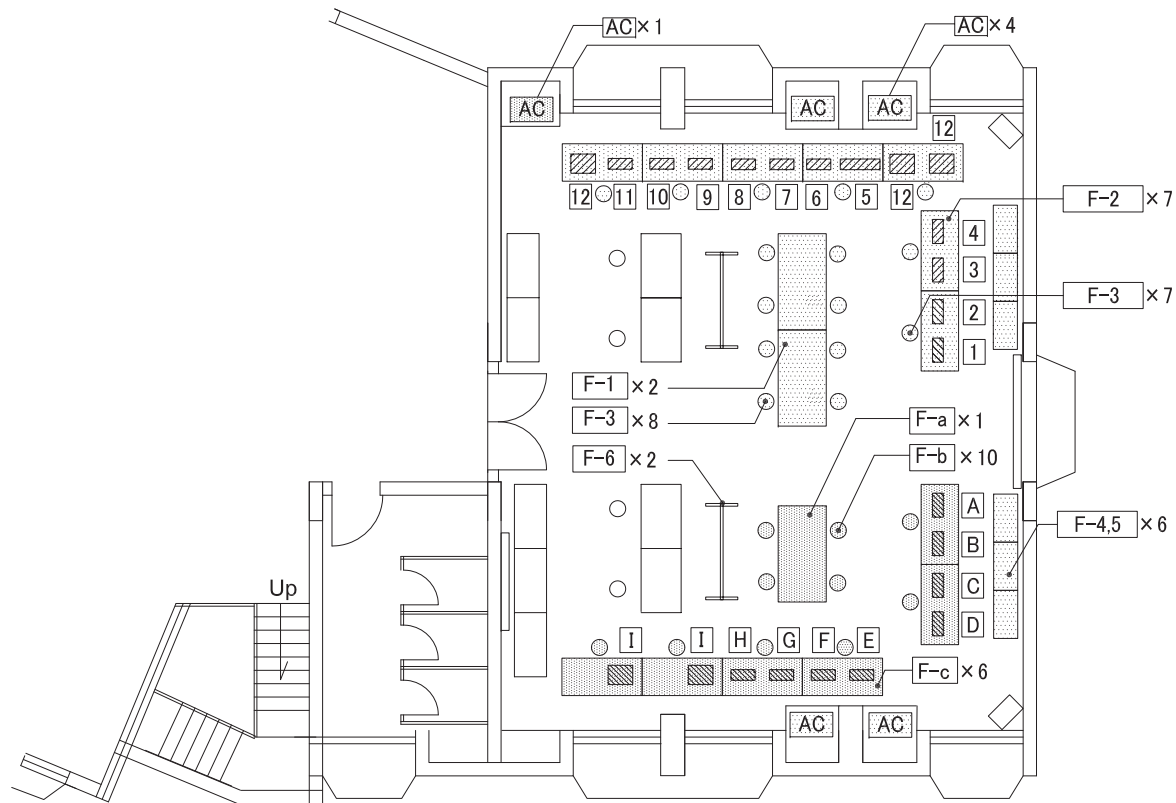 AC×1
AC×4
AC
AC
AC
12
12
11
10
9
8
7
6
5
12
F-2×7
4
3
F-3×7
2
1
F-1×2
F-3×8
F-a×1
F-6×2
F-b×10
A
B
F-4,5×6
C
Up
D
I
I
H
G
F
E
F-c×6
AC
AC